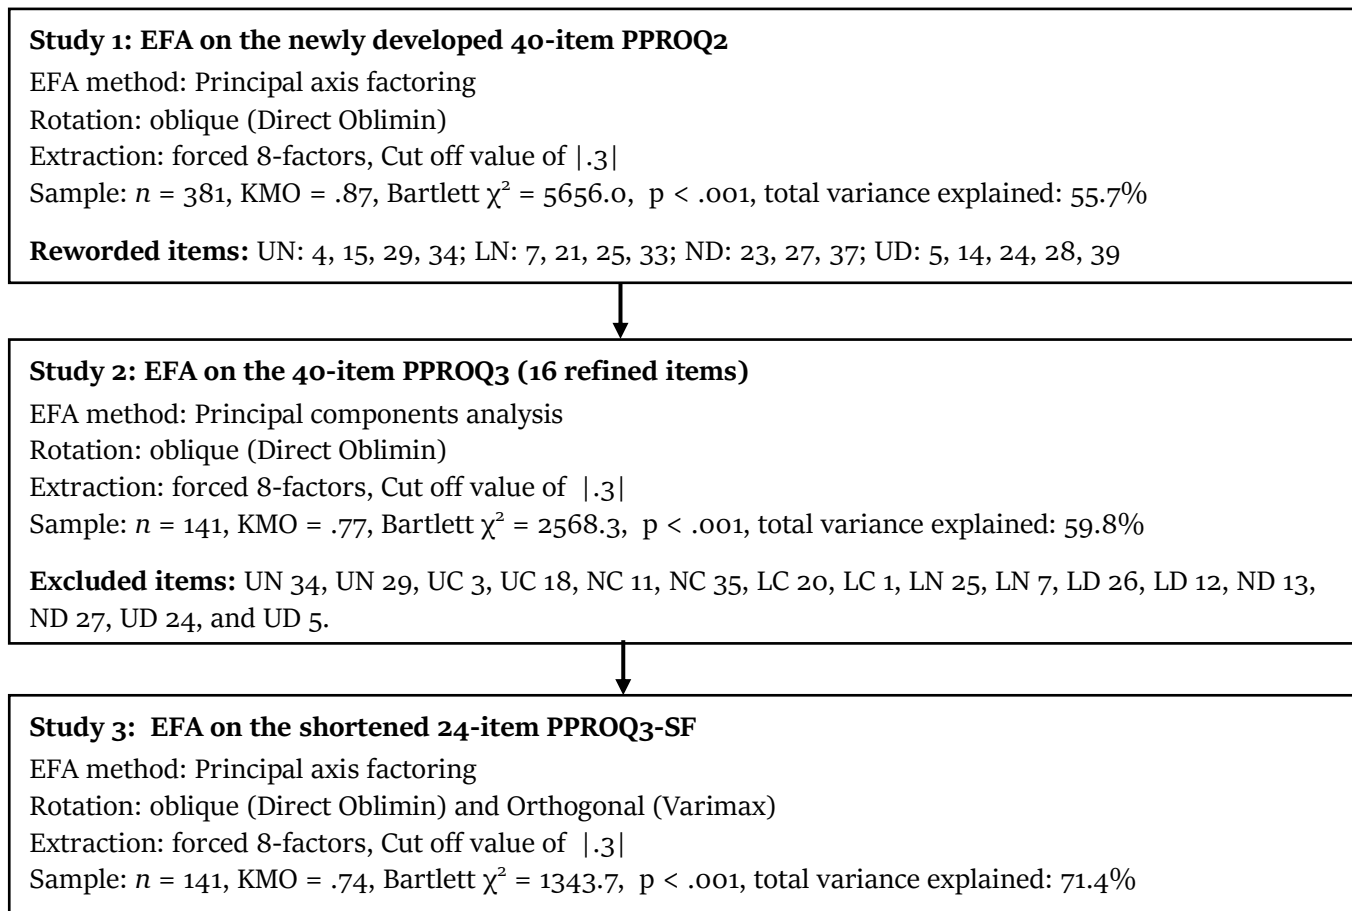 Study 1: EFA on the newly developed 40-item PPROQ2
EFA method: Principal axis factoring
Rotation: oblique (Direct Oblimin)
Extraction: forced 8-factors, Cut off value of |.3|
Sample: n = 381, KMO = .87, Bartlett χ² = 5656.0, p < .001, total variance explained: 55.7%
Reworded items: UN: 4, 15, 29, 34; LN: 7, 21, 25, 33; ND: 23, 27, 37; UD: 5, 14, 24, 28, 39
Study 2: EFA on the 40-item PPROQ3 (16 refined items)
EFA method: Principal components analysis
Rotation: oblique (Direct Oblimin)
Extraction: forced 8-factors, Cut off value of |.3|
Sample: n = 141, KMO = .77, Bartlett χ² = 2568.3, p < .001, total variance explained: 59.8%
Excluded items: UN 34, UN 29, UC 3, UC 18, NC 11, NC 35, LC 20, LC 1, LN 25, LN 7, LD 26, LD 12, ND 13,
ND 27, UD 24, and UD 5.
Study 3: EFA on the shortened 24-item PPROQ3-SF
EFA method: Principal axis factoring
Rotation: oblique (Direct Oblimin) and Orthogonal (Varimax)
Extraction: forced 8-factors, Cut off value of |.3|
Sample: n = 141, KMO = .74, Bartlett χ² = 1343.7, p < .001, total variance explained: 71.4%